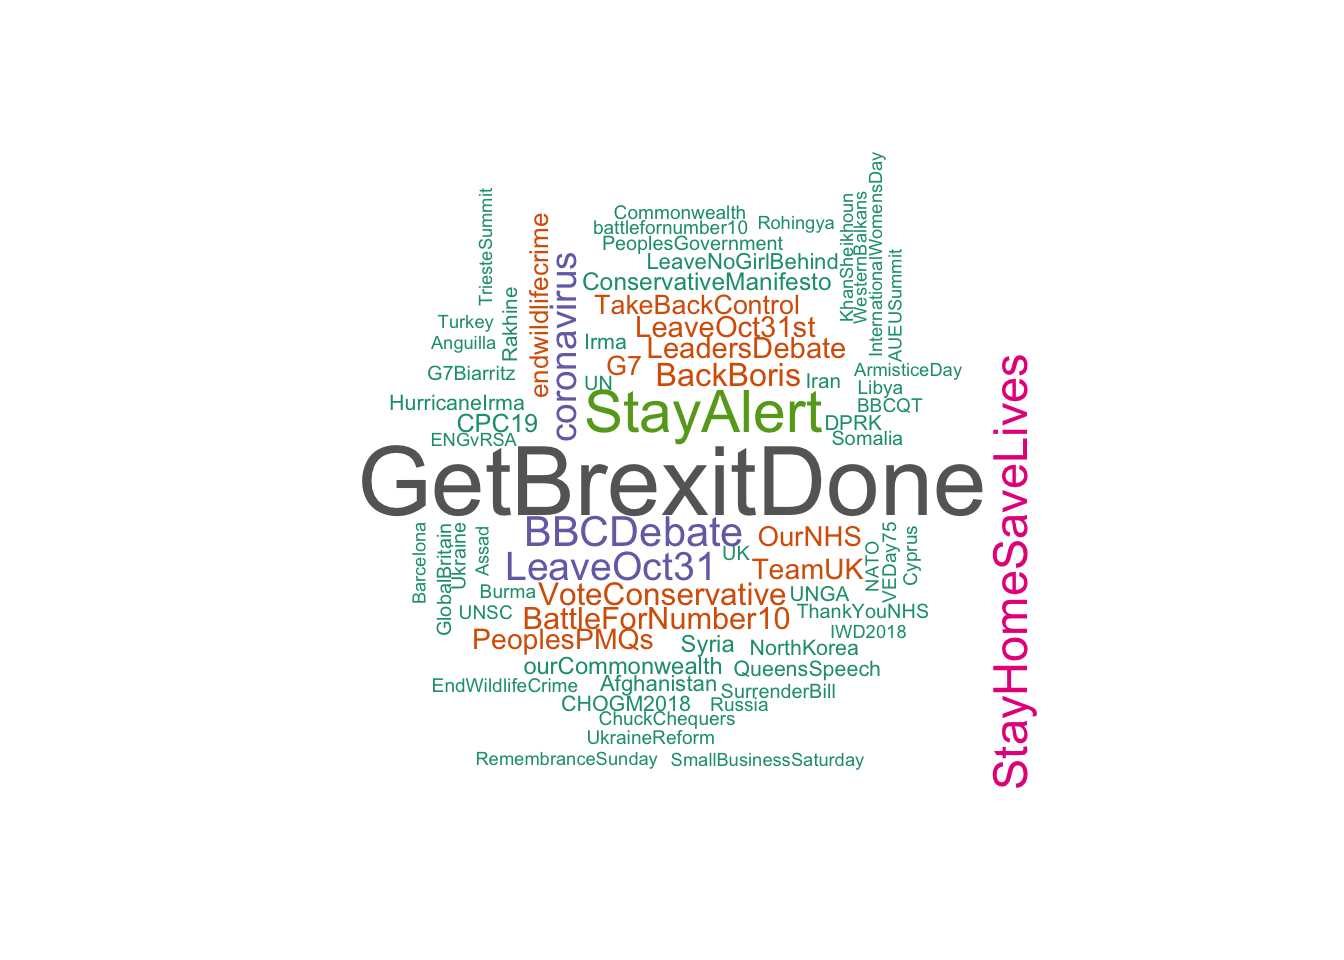 InternationalWomensDay
TriesteSummit
KhanSheikhoun
WesternBalkans
Commonwealth
endwildlifecrime
Rohingya
battlefornumber10
PeoplesGovernment
AUEUSummit
coronavirus
LeaveNoGirlBehind
ConservativeManifesto
Rakhine
TakeBackControl
Turkey
LeaveOct31st
Anguilla
Irma
LeadersDebate
G7
BackBoris
G7Biarritz
UN
Iran
ArmisticeDay
Libya
HurricaneIrma
StayAlert
BBCQT
CPC19
DPRK
ENGvRSA
Somalia
StayHomeSaveLives
GetBrexitDone
Barcelona
GlobalBritain
Ukraine
Assad
BBCDebate
OurNHS
NATO
VEDay75
Cyprus
UK
LeaveOct31
TeamUK
Burma
VoteConservative
UNGA
UNSC
BattleForNumber10
ThankYouNHS
IWD2018
PeoplesPMQs
Syria
NorthKorea
ourCommonwealth
QueensSpeech
EndWildlifeCrime
Afghanistan
SurrenderBill
CHOGM2018
Russia
ChuckChequers
UkraineReform
RemembranceSunday
SmallBusinessSaturday